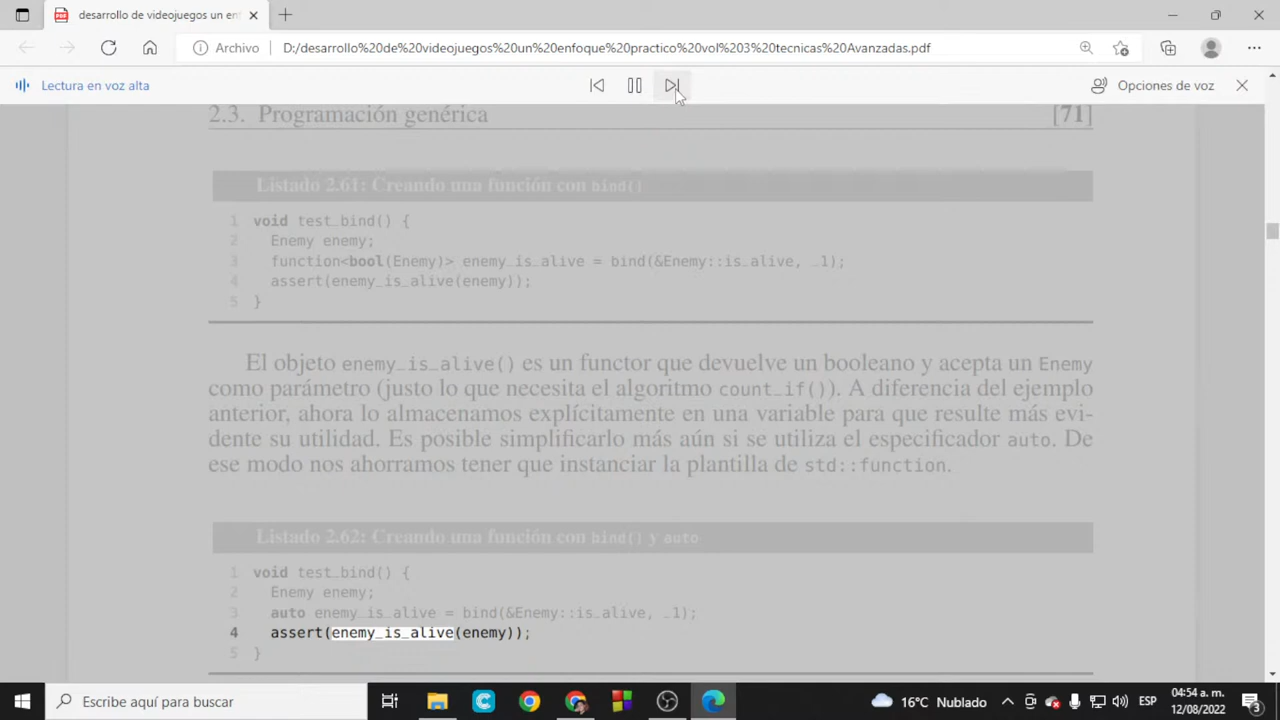 desarrollo de videojuegos un en
Archivo
D:/desarrollo%20de%20videojuegos%20un%20enfoque%20practico%20vol%203%20tecnicas%20Avanzadas.pdf
Lectura en voz alta
Opciones de voz
2.3. Programación genérica [71]
Listado 2.61: Creando una función con bind()
1 void test_bind() {
2 Enemy enemy;
3 function<bool(Enemy)> enemy_is_alive = bind(&Enemy::is_alive, _1);
4 assert(enemy_is_alive(enemy));
5 }
El objeto enemy_is_alive() es un functor que devuelve un booleano y acepta un Enemy
como parámetro (justo lo que necesita el algoritmo count_if()). A diferencia del ejemplo
anterior, ahora lo almacenamos explícitamente en una variable para que resulte más evi-
dente su utilidad. Es posible simplificarlo más aún si se utiliza el especificador auto. De
ese modo nos ahorramos tener que instanciar la plantilla de std::function.
Listado 2.62: Creando una función con bind() y auto
1 void test_bind() {
2 Enemy enemy;
3 auto enemy_is_alive = bind(&Enemy::is_alive, _1);
4 assert(enemy_is_alive(enemy));
5 }
Escribe aquí para buscar
16°C Nublado
ESP
04:54 a. m.
12/08/2022
3